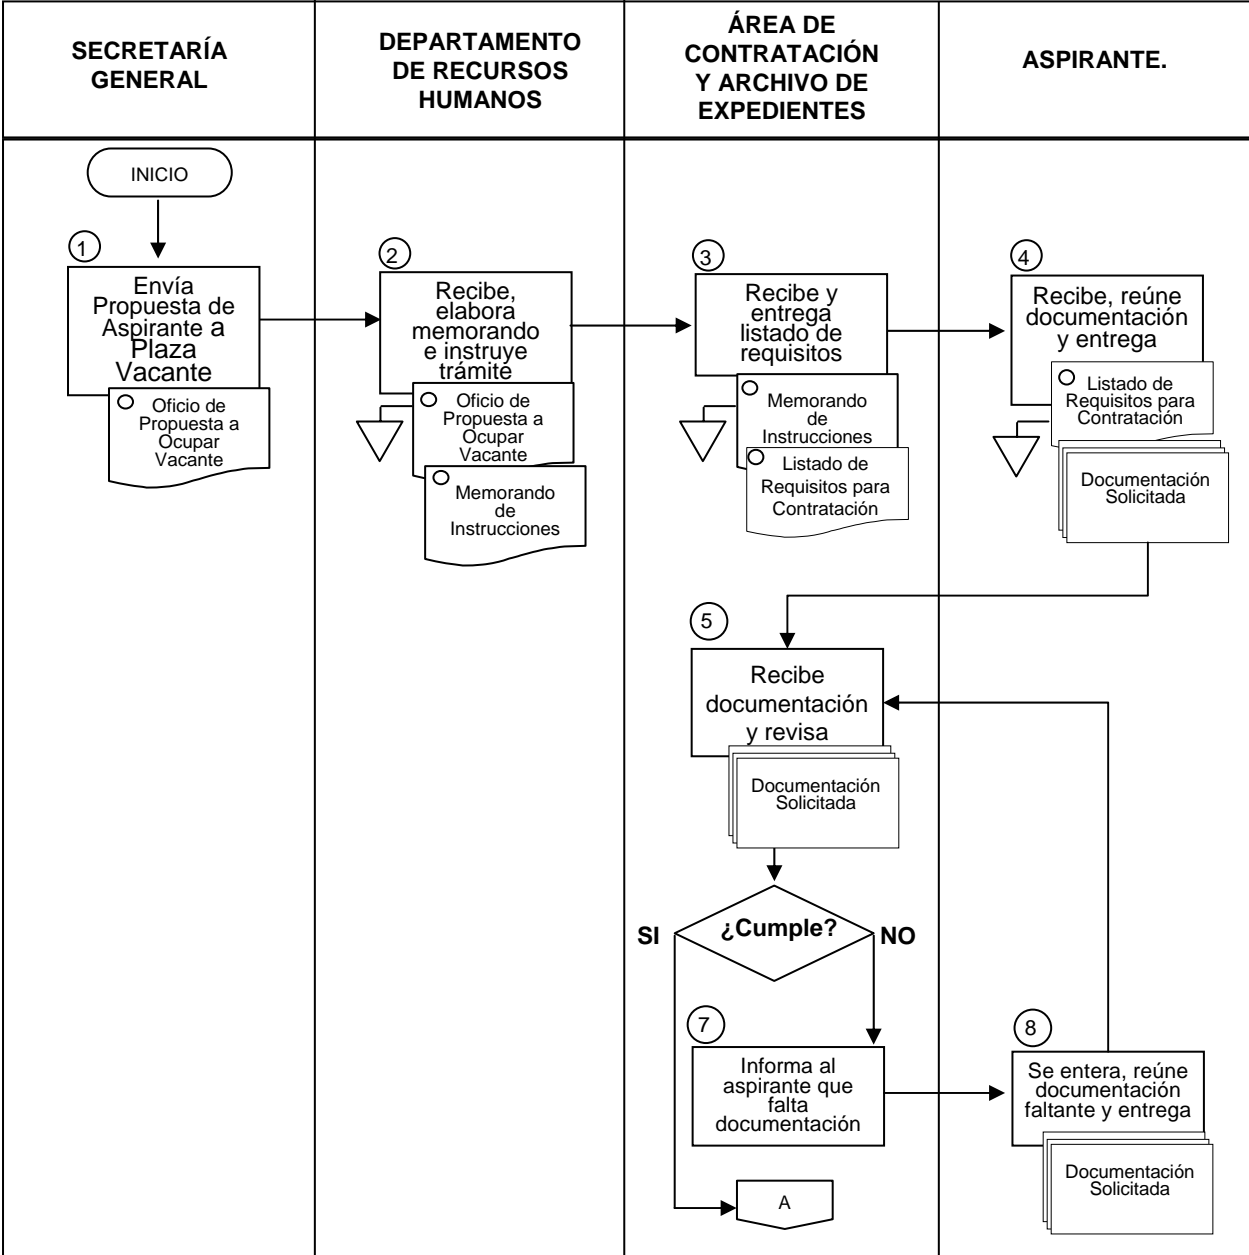 SECRETARÍA
GENERAL
DEPARTAMENTO
DE RECURSOS
HUMANOS
ÁREA DE
CONTRATACIÓN
Y ARCHIVO DE
EXPEDIENTES
ASPIRANTE.
INICIO
1
Envía
Propuesta de
Aspirante a
Plaza
Vacante
Oficio de
Propuesta a
Ocupar
Vacante
2
Recibe,
elabora
memorando
e instruye
trámite
Oficio de
Propuesta a
Ocupar
Vacante
Memorando
de
Instrucciones
3
Recibe y
entrega
listado de
requisitos
Memorando
de
Instrucciones
Listado de
Requisitos para
Contratación
4
Recibe, reúne
documentación
y entrega
Listado de
Requisitos para
Contratación
Documentación
Solicitada
5
Recibe
documentación
y revisa
Documentación
Solicitada
¿Cumple?
SI
NO
7
Informa al
aspirante que
falta
documentación
8
Se entera, reúne
documentación
faltante y entrega
Documentación
Solicitada
A